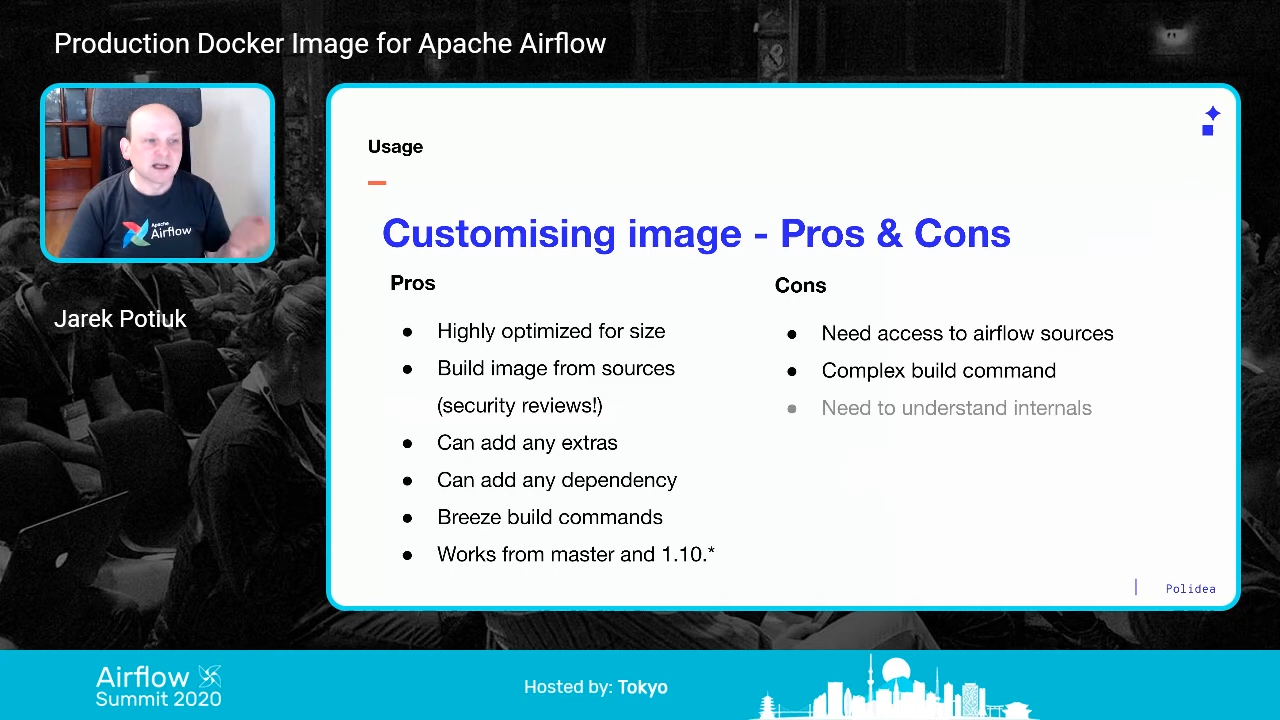 Production Docker Image for Apache Airflow
Apache
Airflow
Jarek Potiuk
Usage
Customising image - Pros & Cons
Pros
● Highly optimized for size
● Build image from sources
(security reviews!)
● Can add any extras
● Can add any dependency
● Breeze build commands
● Works from master and 1.10.*
Cons
● Need access to airflow sources
● Complex build command
● Need to understand internals
Polidea
Airflow
Summit 2020
Hosted by: Tokyo